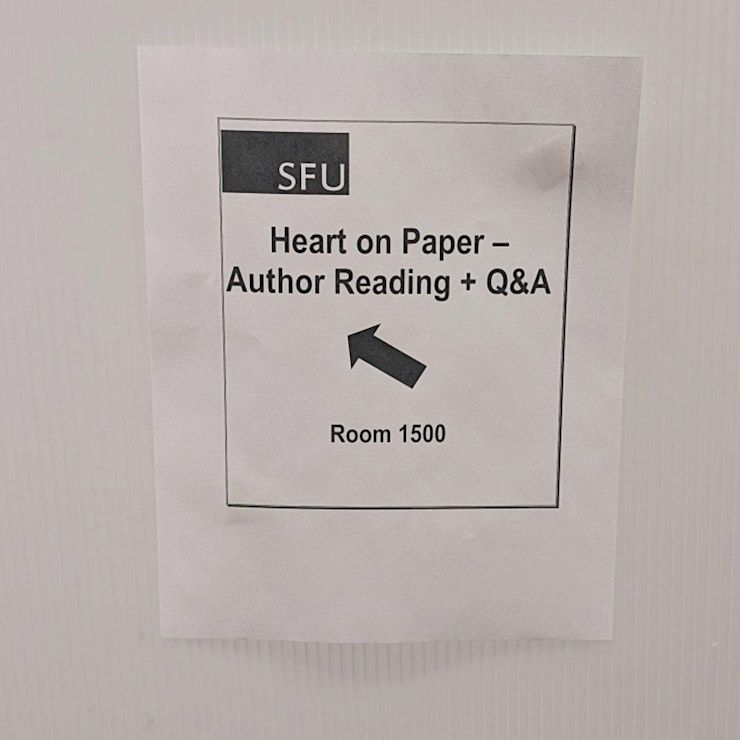 SFU
Heart on Paper –
Author Reading + Q&A
Room 1500